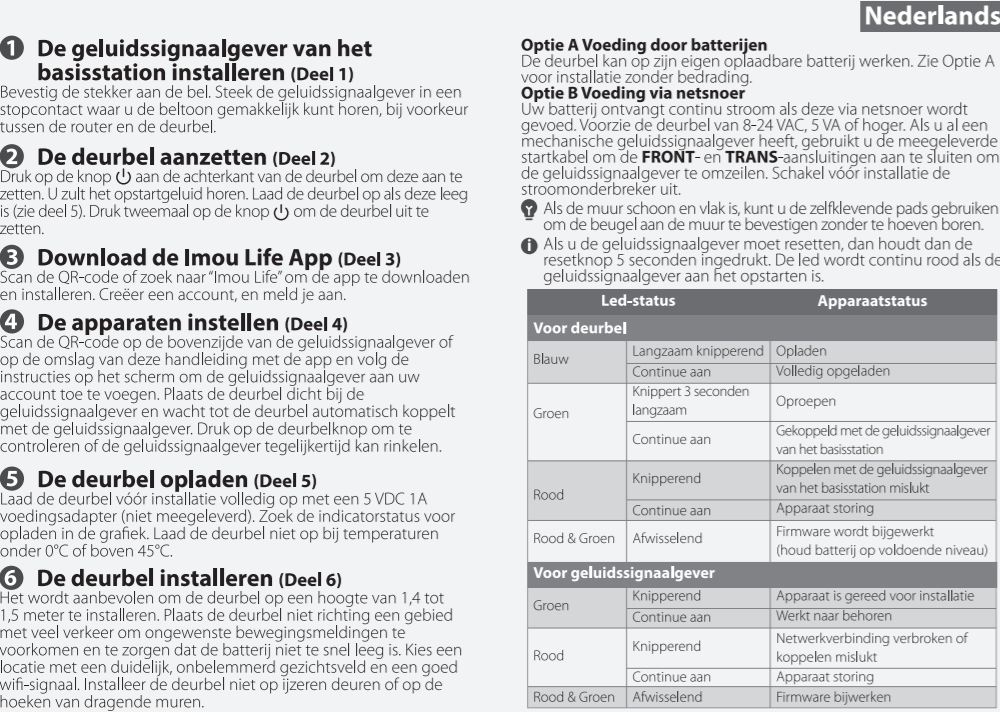 Nederlands
1 De geluidssignaalgever van het
basisstation installeren (Deel 1)
Bevestig de stekker aan de bel. Steek de geluidssignaalgever in een
stopcontact waar u de beltoon gemakkelijk kunt horen, bij voorkeur
tussen de router en de deurbel.
2 De deurbel aanzetten (Deel 2)
Druk op de knop ⏻ aan de achterkant van de deurbel om deze aan te
zetten. U zult het opstartgeluid horen. Laad de deurbel op als deze leeg
is (zie deel 5). Druk tweemaal op de knop ⏻ om de deurbel uit te
zetten.
3 Download de Imou Life App (Deel 3)
Scan de QR-code of zoek naar “Imou Life” om de app te downloaden
en installeren. Creëer een account, en meld je aan.
4 De apparaten instellen (Deel 4)
Scan de QR-code op de bovenzijde van de geluidssignaalgever of
op de omslag van deze handleiding met de app en volg de
instructies op het scherm om de geluidssignaalgever aan uw
account toe te voegen. Plaats de deurbel dicht bij de
geluidssignaalgever en wacht tot de deurbel automatisch koppelt
met de geluidssignaalgever. Druk op de deurbelknop om te
controleren of de geluidssignaalgever tegelijkertijd kan rinkelen.
5 De deurbel opladen (Deel 5)
Laad de deurbel vóór installatie volledig op met een 5 VDC 1A
voedingsadapter (niet meegeleverd). Zoek de indicatorstatus voor
opladen in de grafiek. Laad de deurbel niet op bij temperaturen
onder 0°C of boven 45°C.
6 De deurbel installeren (Deel 6)
Het wordt aanbevolen om de deurbel op een hoogte van 1,4 tot
1,5 meter te installeren. Plaats de deurbel niet richting een gebied
met veel verkeer om ongewenste bewegingsmeldingen te
voorkomen en te zorgen dat de batterij niet te snel leeg is. Kies een
locatie met een duidelijk, onbelemmerd gezichtsveld en een goed
wifi-signaal. Installeer de deurbel niet op ijzeren deuren of op de
hoeken van dragende muren.
Optie A Voeding door batterijen
De deurbel kan op zijn eigen oplaadbare batterij werken. Zie Optie A
voor installatie zonder bedrading.
Optie B Voeding via netsnoer
Uw batterij ontvangt continu stroom als deze via netsnoer wordt
gevoed. Voorzie de deurbel van 8-24 VAC, 5 VA of hoger. Als u al een
mechanische geluidssignaalgever heeft, gebruikt u de meegeleverde
startkabel om de FRONT- en TRANS-aansluitingen aan te sluiten om
de geluidssignaalgever te omzeilen. Schakel vóór installatie de
stroomonderbreker uit.
Als de muur schoon en vlak is, kunt u de zelfklevende pads gebruiken
om de beugel aan de muur te bevestigen zonder te hoeven boren.
Als u de geluidssignaalgever moet resetten, dan houdt dan de
resetknop 5 seconden ingedrukt. De led wordt continu rood als de
geluidssignaalgever aan het opstarten is.
Led-status Apparaatstatus
Voor deurbel
Blauw Langzaam knipperend Opladen
Continue aan Volledig opgeladen
Groen Knippert 3 seconden
langzaam Oproepen
Continue aan Gekoppeld met de geluidssignaalgever
van het basisstation
Rood Knipperend Koppelen met de geluidssignaalgever
van het basisstation mislukt
Continue aan Apparaat storing
Rood & Groen Afwisselend Firmware wordt bijgewerkt
(houd batterij op voldoende niveau)
Voor geluidssignaalgever
Groen Knipperend Apparaat is gereed voor installatie
Continue aan Werkt naar behoren
Rood Knipperend Netwerkverbinding verbroken of
koppelen mislukt
Continue aan Apparaat storing
Rood & Groen Afwisselend Firmware bijwerken